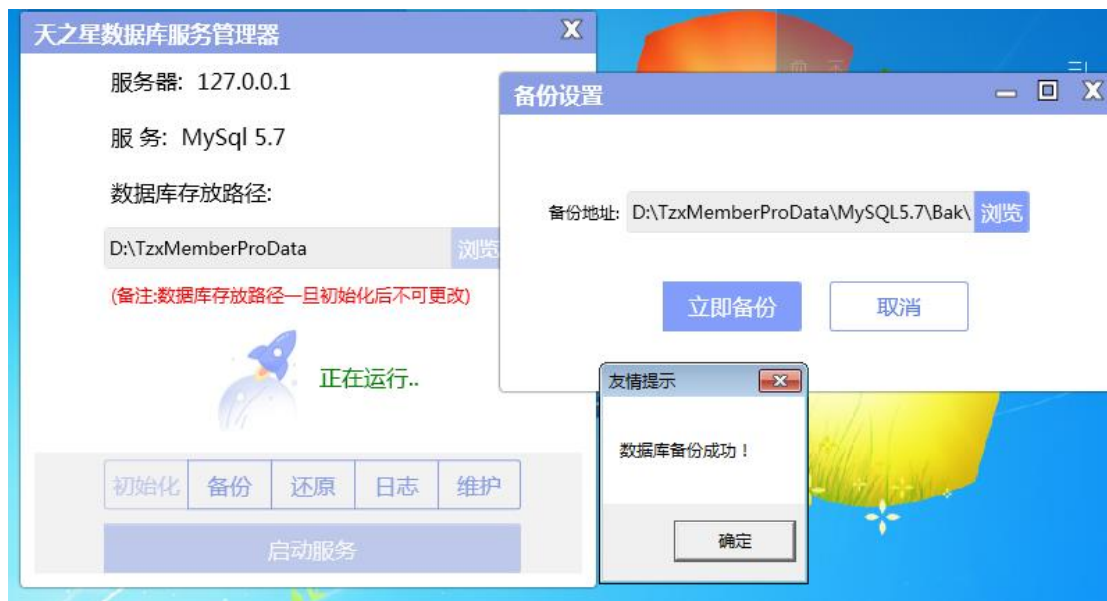 天之星数据库服务管理器
服务器: 127.0.0.1
服 务: MySql 5.7
数据库存放路径:
D:\TzxMemberProData 浏览
(备注:数据库存放路径一旦初始化后不可更改)
正在运行..
初始化 备份 还原 日志 维护
启动服务
备份设置
备份地址: D:\TzxMemberProData\MySQL5.7\Bak\ 浏览
立即备份 取消
友情提示
数据库备份成功！
确定